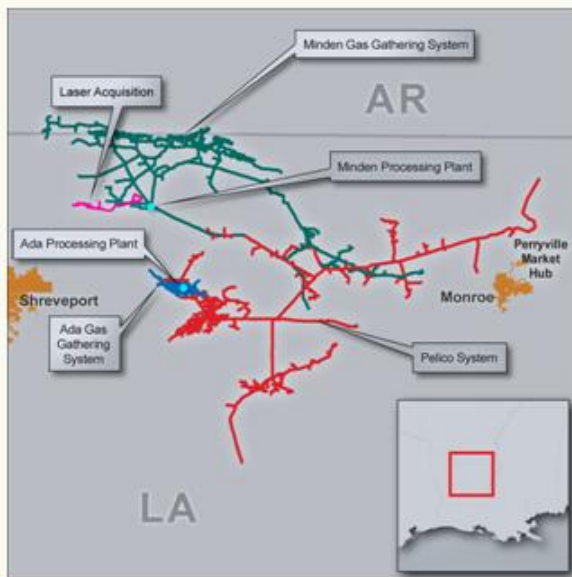 Minden Gas Gathering System
Laser Acquisition
AR
Minden Processing Plant
Ada Processing Plant
Perryville
Market
Hub
Shreveport
Monroe
Ada Gas
Gathering
System
Pelico System
LA